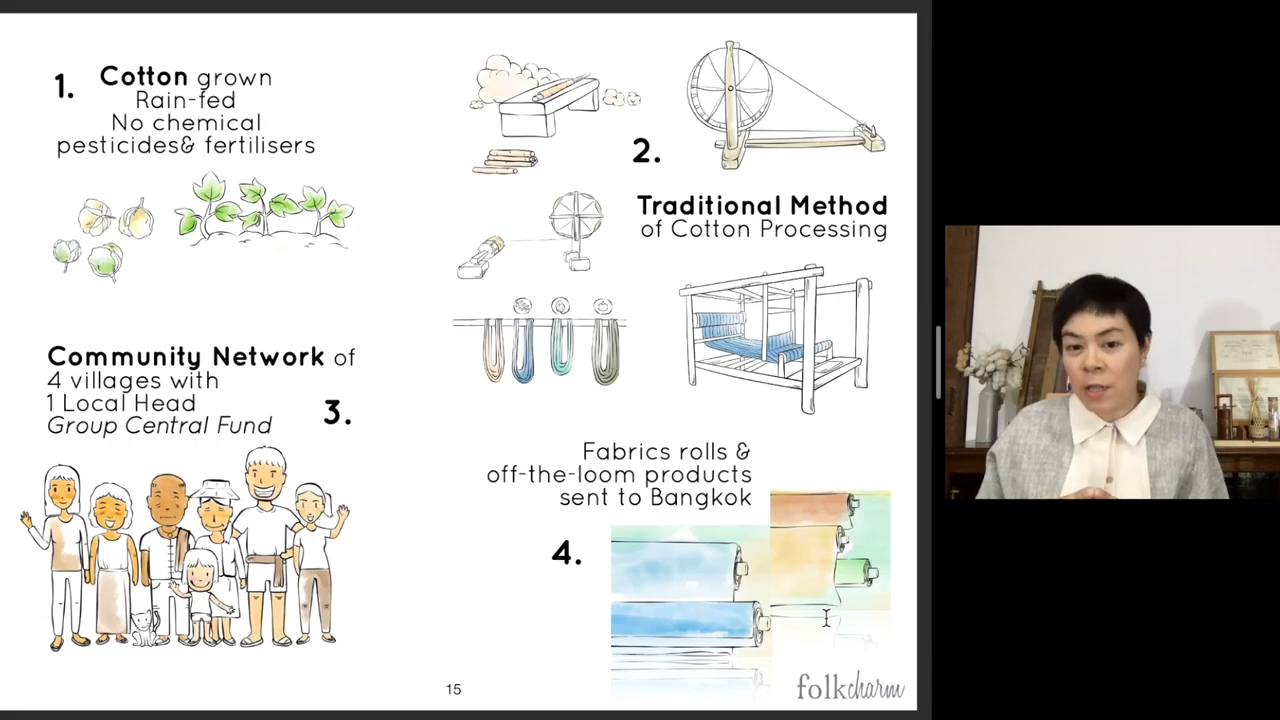 1.
Cotton grown
Rain-fed
No chemical
pesticides& fertilisers
2.
Traditional Method
of Cotton Processing
Community Network of
4 villages with
1 Local Head
Group Central Fund
3.
Fabrics rolls &
off-the-loom products
sent to Bangkok
4.
15
folkcharm